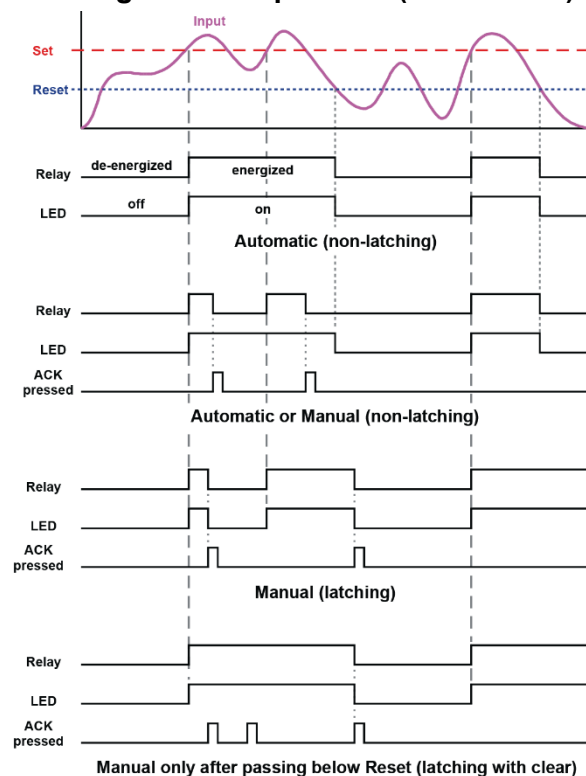 Input
Set
Reset
de-energized energized
Relay
off on
LED
Automatic (non-latching)
Relay
LED
ACK
pressed
Automatic or Manual (non-latching)
Relay
LED
ACK
pressed
Manual (latching)
Relay
LED
ACK
pressed
Manual only after passing below Reset (latching with clear)